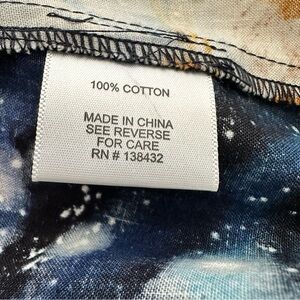 100% COTTON
MADE IN CHINA
SEE REVERSE
FOR CARE
RN # 138432